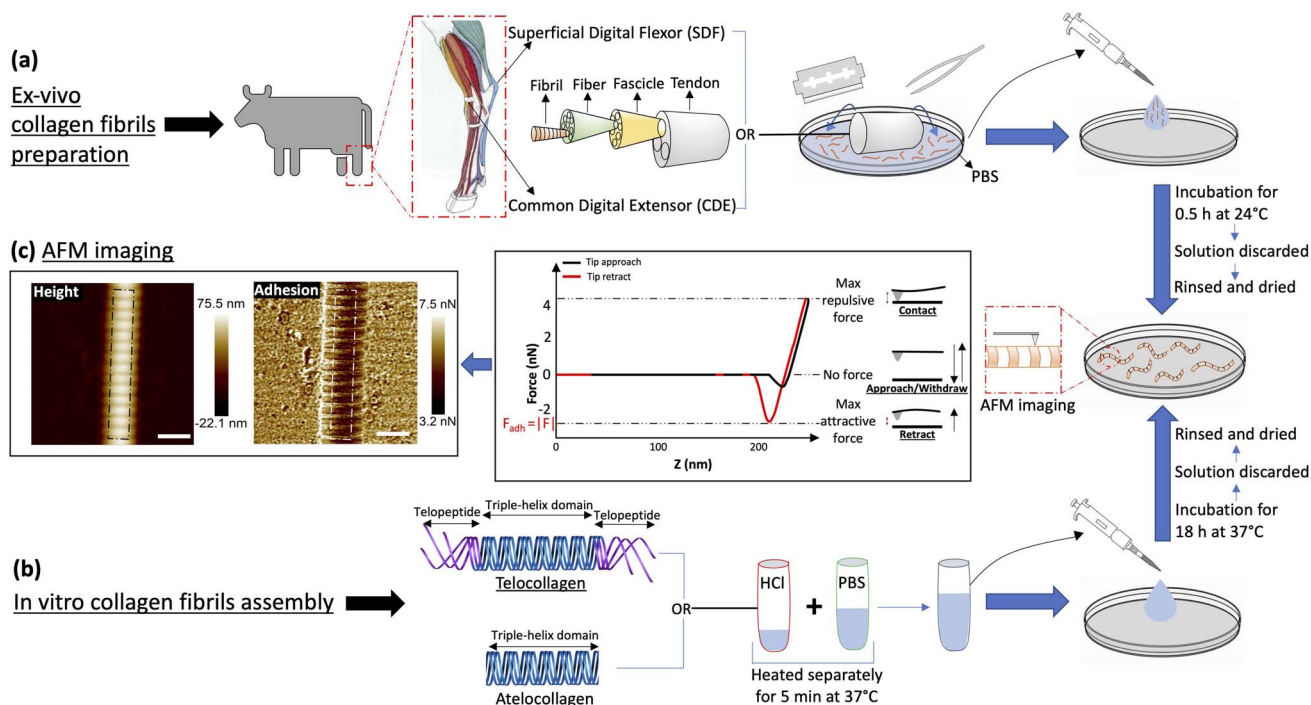 (a)
Ex-vivo
collagen fibrils
preparation
Superficial Digital Flexor (SDF)
Fibril
Fiber
Fascicle
Tendon
Common Digital Extensor (CDE)
OR
PBS
Incubation for
0.5 h at 24°C
Solution discarded
Rinsed and dried
(c) AFM imaging
Height
75.5 nm
-22.1 nm
Adhesion
7.5 nN
3.2 nN
Tip approach
Tip retract
Force (nN)
4
2
0
-2
F_adh = |F|
0
100
200
Z (nm)
Max
repulsive
force
Contact
No force
Approach/Withdraw
Max
attractive
force
Retract
AFM imaging
Rinsed and dried
Solution discarded
Incubation for
18 h at 37°C
(b)
In vitro collagen fibrils assembly
Telopeptide
Triple-helix domain
Telopeptide
Telocollagen
OR
Triple-helix domain
Atelocollagen
HCl
+
PBS
Heated separately
for 5 min at 37°C